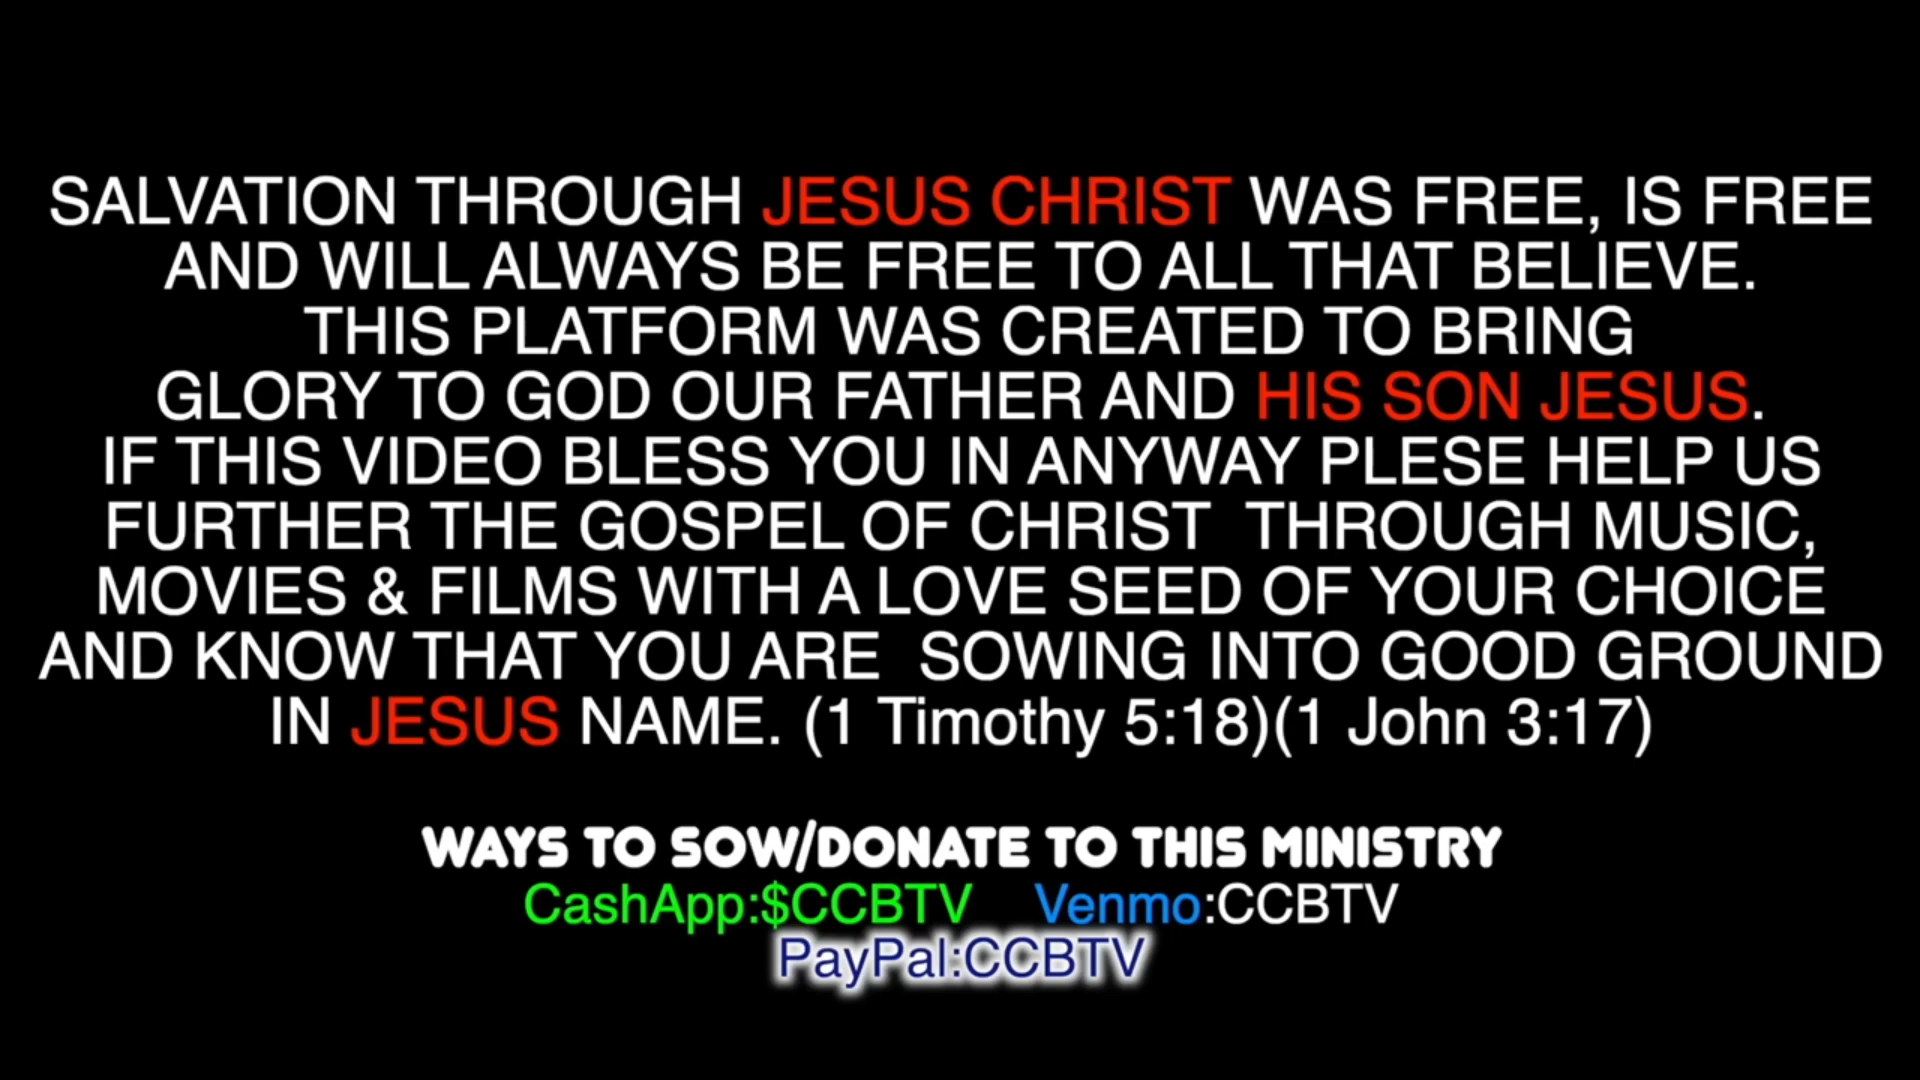 SALVATION THROUGH JESUS CHRIST WAS FREE, IS FREE
AND WILL ALWAYS BE FREE TO ALL THAT BELIEVE.
THIS PLATFORM WAS CREATED TO BRING
GLORY TO GOD OUR FATHER AND HIS SON JESUS.
IF THIS VIDEO BLESS YOU IN ANYWAY PLESE HELP US
FURTHER THE GOSPEL OF CHRIST  THROUGH MUSIC,
MOVIES & FILMS WITH A LOVE SEED OF YOUR CHOICE
AND KNOW THAT YOU ARE  SOWING INTO GOOD GROUND
IN JESUS NAME. (1 Timothy 5:18)(1 John 3:17)
WAYS TO SOW/DONATE TO THIS MINISTRY
CashApp:$CCBTV    Venmo:CCBTV
PayPal:CCBTV